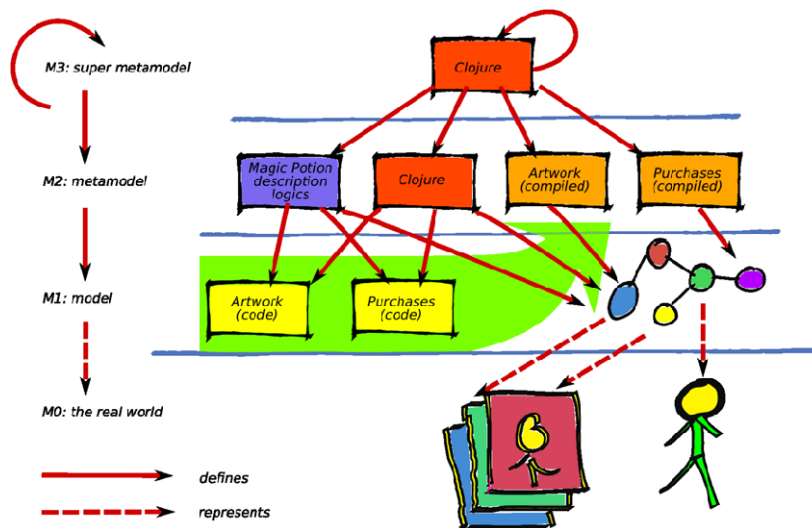 M3: super metamodel
Clojure
M2: metamodel
Magic Potion
description
logics
Clojure
Artwork
(compiled)
Purchases
(compiled)
M1: model
Artwork
(code)
Purchases
(code)
M0: the real world
defines
represents